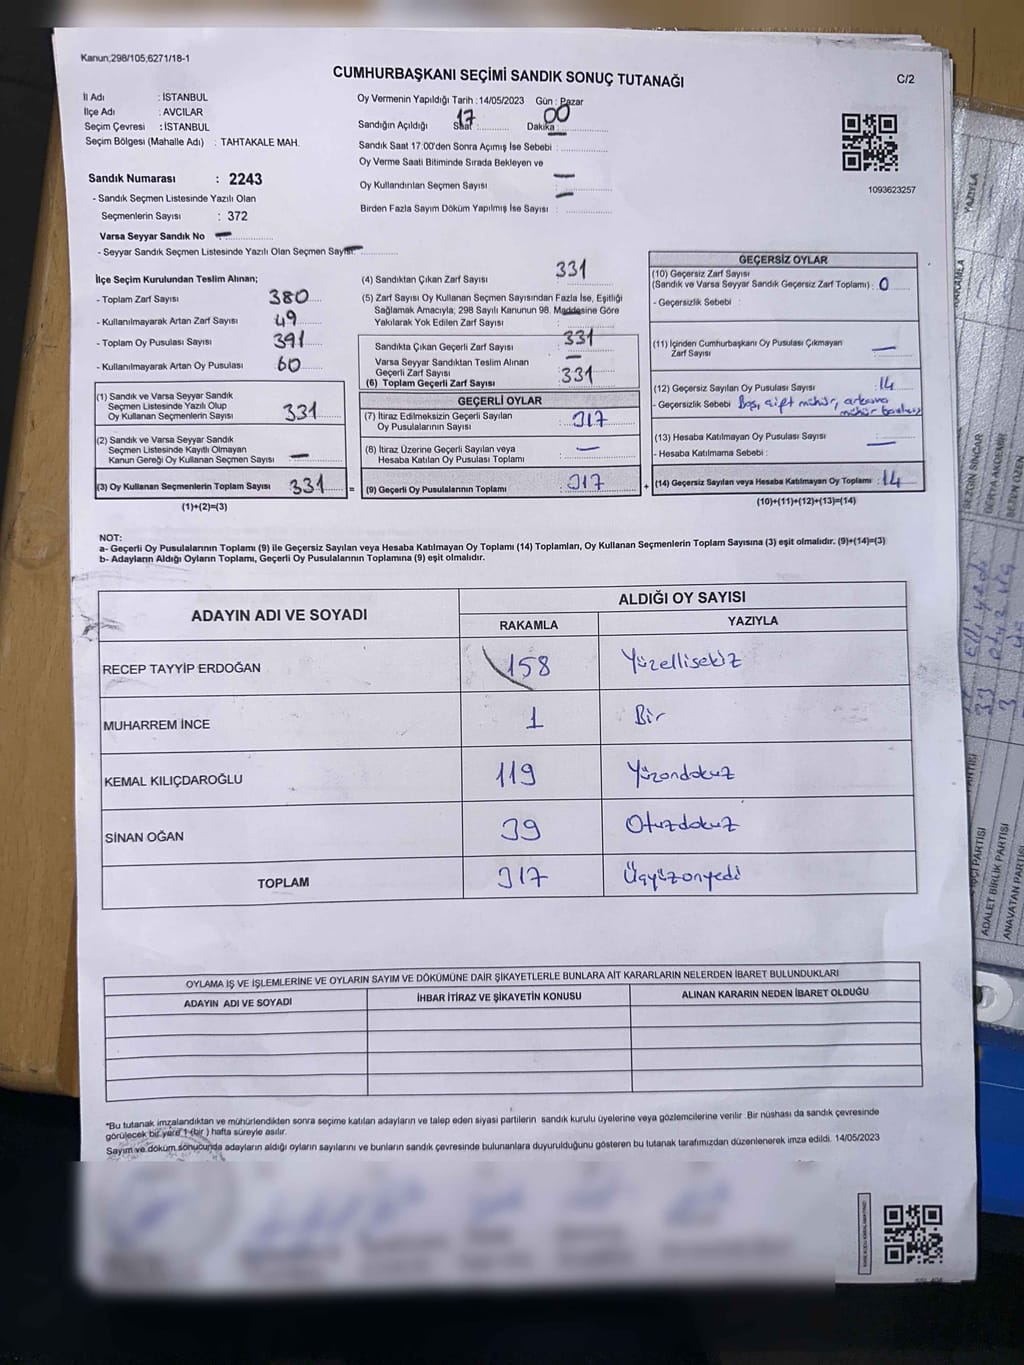 Kanun;298/105,6271/18-1
CUMHURBAŞKANI SEÇİMİ SANDIK SONUÇ TUTANAĞI
C/2
İl Adı : İSTANBUL
İlçe Adı : AVCILAR
Seçim Çevresi : İSTANBUL
Seçim Bölgesi (Mahalle Adı) : TAHTAKALE MAH.
Oy Vermenin Yapıldığı Tarih : 14/05/2023 Gün : Pazar
Sandığın Açıldığı Saat : 17 Dakika : 00
Sandık Saat 17:00'den Sonra Açımış İse Sebebi :
Oy Verme Saati Bitiminde Sırada Bekleyen ve
Oy Kullandırılan Seçmen Sayısı : —
Birden Fazla Sayım Döküm Yapılmış İse Sayısı : —
1093623257
Sandık Numarası : 2243
- Sandık Seçmen Listesinde Yazılı Olan
Seçmenlerin Sayısı : 372
Varsa Seyyar Sandık No —
- Seyyar Sandık Seçmen Listesinde Yazılı Olan Seçmen Sayısı: —
İlçe Seçim Kurulundan Teslim Alınan;
- Toplam Zarf Sayısı 380
- Kullanılmayarak Artan Zarf Sayısı 49
- Toplam Oy Pusulası Sayısı 391
- Kullanılmayarak Artan Oy Pusulası 60
(1) Sandık ve Varsa Seyyar Sandık
Seçmen Listesinde Yazılı Olup
Oy Kullanan Seçmenlerin Sayısı 331
(2) Sandık ve Varsa Seyyar Sandık
Seçmen Listesinde Kayıtlı Olmayan
Kanun Gereği Oy Kullanan Seçmen Sayısı —
(3) Oy Kullanan Seçmenlerin Toplam Sayısı 331 =
(1)+(2)=(3)
(4) Sandıktan Çıkan Zarf Sayısı 331
(5) Zarf Sayısı Oy Kullanan Seçmen Sayısından Fazla İse, Eşitliği
Sağlamak Amacıyla; 298 Sayılı Kanunun 98. Maddesine Göre
Yakılarak Yok Edilen Zarf Sayısı : —
Sandıkta Çıkan Geçerli Zarf Sayısı : 331
Varsa Seyyar Sandıktan Teslim Alınan
Geçerli Zarf Sayısı : —
(6) Toplam Geçerli Zarf Sayısı : 331
GEÇERLİ OYLAR
(7) İtiraz Edilmeksizin Geçerli Sayılan
Oy Pusulalarının Sayısı : 317
(8) İtiraz Üzerine Geçerli Sayılan veya
Hesaba Katılan Oy Pusulası Toplamı : —
(9) Geçerli Oy Pusulalarının Toplamı : 317 +
GEÇERSİZ OYLAR
(10) Geçersiz Zarf Sayısı
(Sandık ve Varsa Seyyar Sandık Geçersiz Zarf Toplamı) : 0
- Geçersizlik Sebebi :
(11) İçinden Cumhurbaşkanı Oy Pusulası Çıkmayan
Zarf Sayısı : —
(12) Geçersiz Sayılan Oy Pusulası Sayısı : 14
- Geçersizlik Sebebi Boş, çift mühür, arkasına
mühür
(13) Hesaba Katılmayan Oy Pusulası Sayısı : —
- Hesaba Katılmama Sebebi :
(14) Geçersiz Sayılan veya Hesaba Katılmayan Oy Toplamı : 14
(10)+(11)+(12)+(13)=(14)
NOT:
a- Geçerli Oy Pusulalarının Toplamı (9) ile Geçersiz Sayılan veya Hesaba Katılmayan Oy Toplamı (14) Toplamları, Oy Kullanan Seçmenlerin Toplam Sayısına (3) eşit olmalıdır. (9)+(14)=(3)
b- Adayların Aldığı Oyların Toplamı, Geçerli Oy Pusulalarının Toplamına (9) eşit olmalıdır.
ADAYIN ADI VE SOYADI
ALDIĞI OY SAYISI
RAKAMLA YAZIYLA
RECEP TAYYİP ERDOĞAN 158 Yüzellisekiz
MUHARREM İNCE 1 Bir
KEMAL KILIÇDAROĞLU 119 Yüzondokuz
SİNAN OĞAN 39 Otuzdokuz
TOPLAM 317 Üçyüzonyedi
OYLAMA İŞ VE İŞLEMLERİNE VE OYLARIN SAYIM VE DÖKÜMÜNE DAİR ŞİKAYETLERLE BUNLARA AİT KARARLARIN NELERDEN İBARET BULUNDUKLARI
ADAYIN ADI VE SOYADI İHBAR İTİRAZ VE ŞİKAYETİN KONUSU ALINAN KARARIN NEDEN İBARET OLDUĞU
*Bu tutanak imzalandıktan ve mühürlendikten sonra seçime katılan adayların ve talep eden siyasi partilerin sandık kurulu üyelerine veya gözlemcilerine verilir .Bir nüshası da sandık çevresinde
görülecek bir yere 1 (bir ) hafta süreyle asılır.
Sayım ve döküm sonucunda adayların aldığı oyların sayılarını ve bunların sandık çevresinde bulunanlara duyurulduğunu gösteren bu tutanak tarafımızdan düzenlenerek imza edildi. 14/05/2023
YAZIYLA
RAKAMLA
SEZGİN SINCAR
DERYA AKDEMİR
33
3
ADALET BİRLİK PARTİSİ
ANAVATAN PARTİSİ